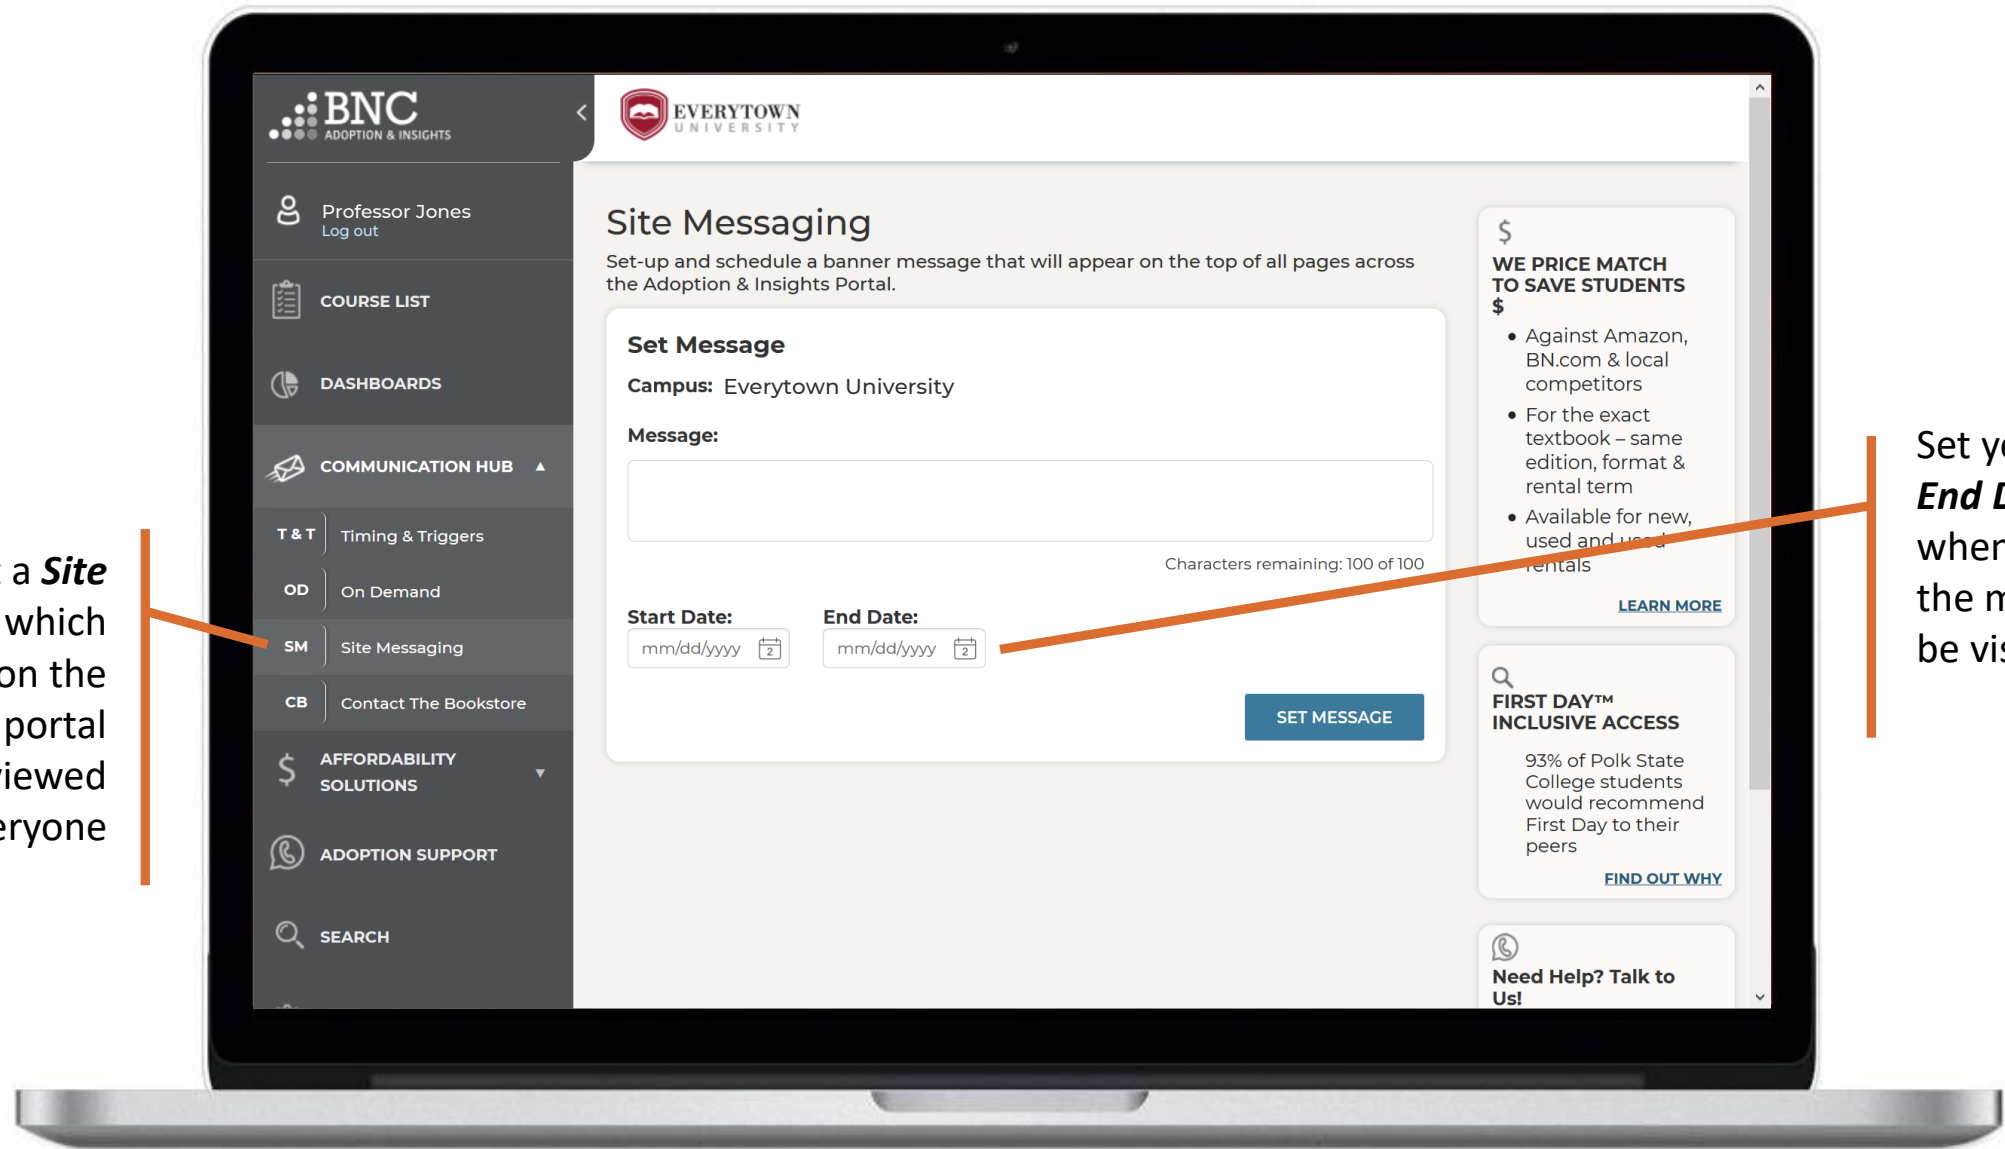 BNC
ADOPTION & INSIGHTS
Professor Jones
Log out
COURSE LIST
DASHBOARDS
COMMUNICATION HUB
T & T Timing & Triggers
OD On Demand
SM Site Messaging
CB Contact The Bookstore
AFFORDABILITY
SOLUTIONS
ADOPTION SUPPORT
SEARCH
EVERYTOWN
UNIVERSITY
Site Messaging
Set-up and schedule a banner message that will appear on the top of all pages across
the Adoption & Insights Portal.
Set Message
Campus: Everytown University
Message:
Characters remaining: 100 of 100
Start Date: End Date:
mm/dd/yyyy 2 mm/dd/yyyy 2
SET MESSAGE
$
WE PRICE MATCH
TO SAVE STUDENTS
$
• Against Amazon,
BN.com & local
competitors
• For the exact
textbook – same
edition, format &
rental term
• Available for new,
used and used
rentals
LEARN MORE
FIRST DAY™
INCLUSIVE ACCESS
93% of Polk State
College students
would recommend
First Day to their
peers
FIND OUT WHY
Need Help? Talk to
Us!
a Site
which
on the
portal
Set
End
when
the
be